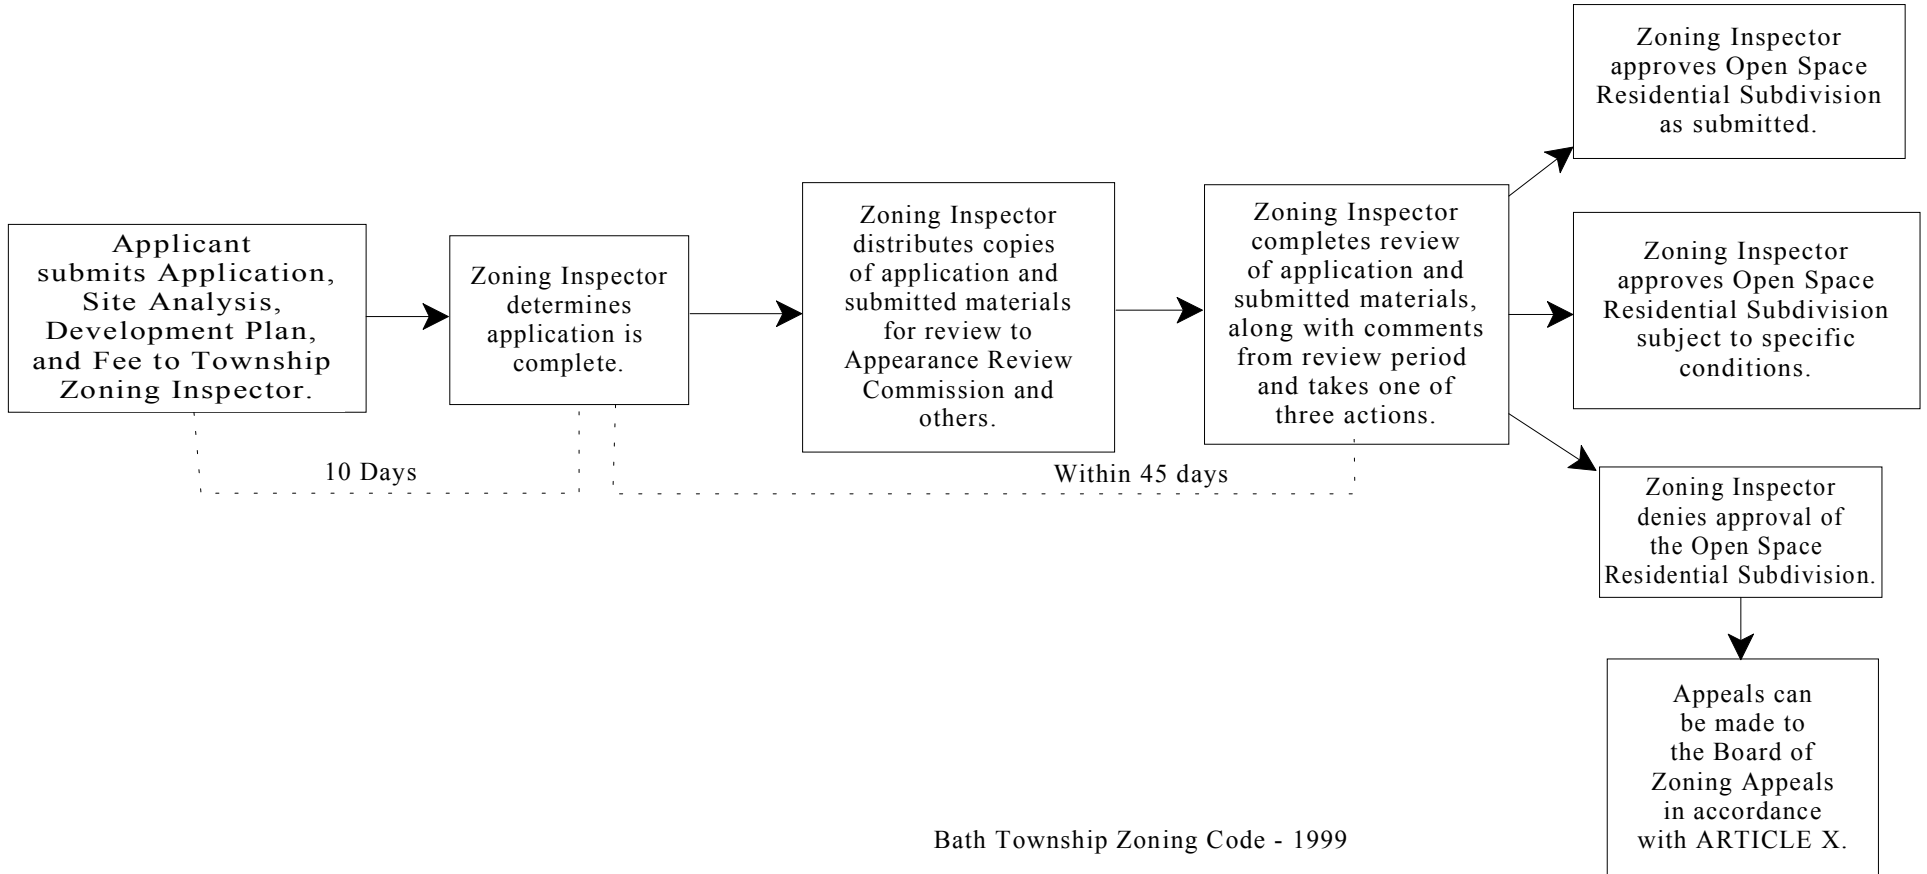 Applicant
submits Application,
Site Analysis,
Development Plan,
and Fee to Township
Zoning Inspector.
10 Days
Zoning Inspector
determines
application is
complete.
Zoning Inspector
distributes copies
of application and
submitted materials
for review to
Appearance Review
Commission and
others.
Within 45 days
Zoning Inspector
completes review
of application and
submitted materials,
along with comments
from review period
and takes one of
three actions.
Zoning Inspector
approves Open Space
Residential Subdivision
as submitted.
Zoning Inspector
approves Open Space
Residential Subdivision
subject to specific
conditions.
Zoning Inspector
denies approval of
the Open Space
Residential Subdivision.
Appeals can
be made to
the Board of
Zoning Appeals
in accordance
with ARTICLE X.
Bath Township Zoning Code - 1999